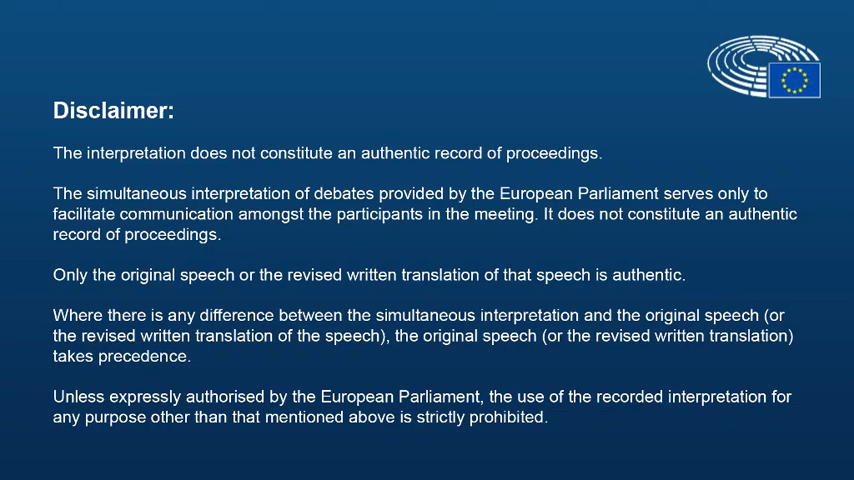 Disclaimer:
The interpretation does not constitute an authentic record of proceedings.
The simultaneous interpretation of debates provided by the European Parliament serves only to
facilitate communication amongst the participants in the meeting. It does not constitute an authentic
record of proceedings.
Only the original speech or the revised written translation of that speech is authentic.
Where there is any difference between the simultaneous interpretation and the original speech (or
the revised written translation of the speech), the original speech (or the revised written translation)
takes precedence.
Unless expressly authorised by the European Parliament, the use of the recorded interpretation for
any purpose other than that mentioned above is strictly prohibited.